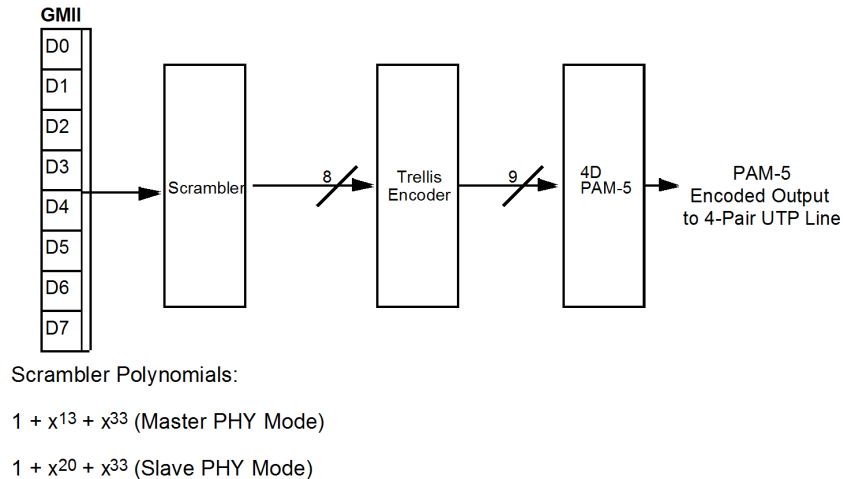 GMII
D0
D1
D2
D3
D4
D5
D6
D7
Scrambler
8
Trellis
Encoder
9
4D
PAM-5
PAM-5
Encoded Output
to 4-Pair UTP Line
Scrambler Polynomials:
1 + x¹³ + x³³ (Master PHY Mode)
1 + x²⁰ + x³³ (Slave PHY Mode)